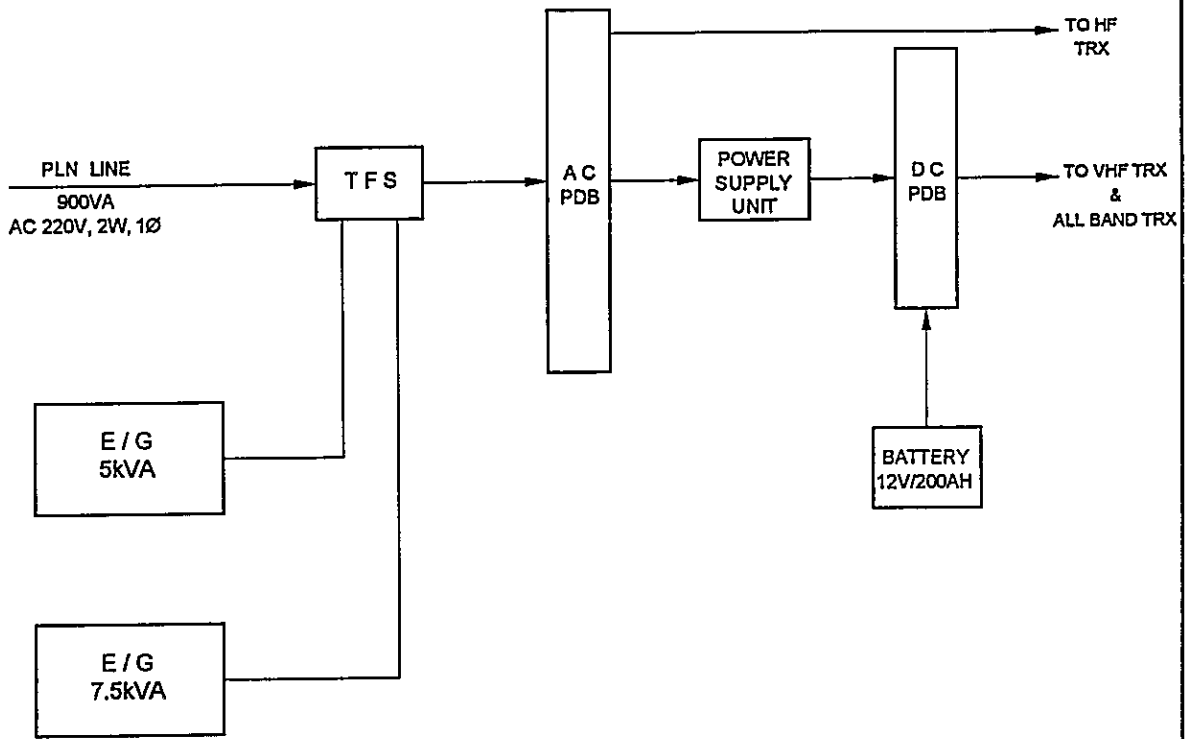 TO HF
TRX
PLN LINE
900VA
AC 220V, 2W, 1Ø
T F S
A C
PDB
POWER
SUPPLY
UNIT
D C
PDB
TO VHF TRX
&
ALL BAND TRX
E / G
5kVA
BATTERY
12V/200AH
E / G
7.5kVA